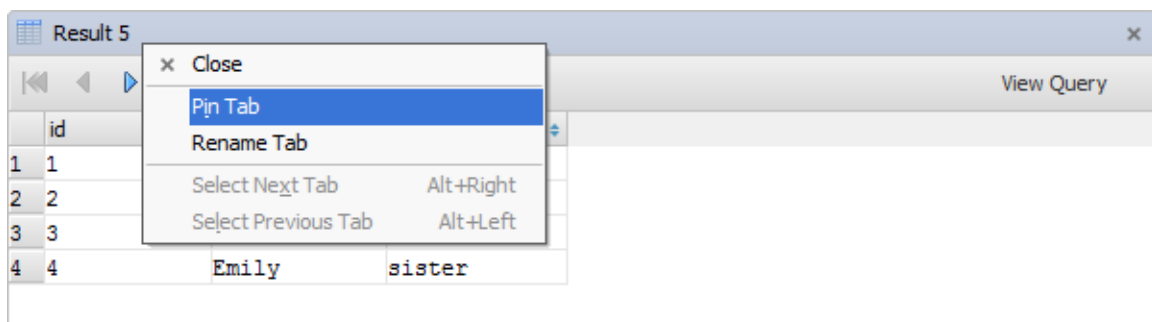 Result 5
Close
View Query
Pin Tab
id
Rename Tab
1 1
Select Next Tab Alt+Right
2 2
Select Previous Tab Alt+Left
3 3
4 4 Emily sister